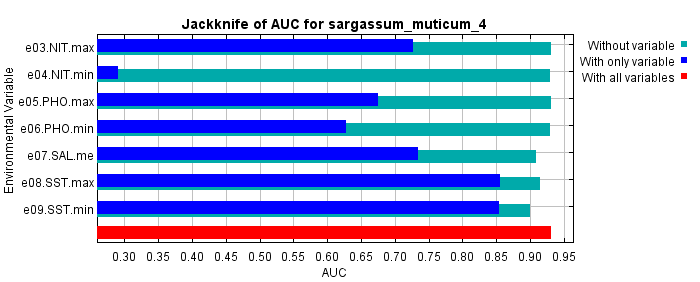 Jackknife of AUC for sargassum_muticum_4
Environmental Variable
e03.NIT.max
e04.NIT.min
e05.PHO.max
e06.PHO.min
e07.SAL.me
e08.SST.max
e09.SST.min
Without variable
With only variable
With all variables
0.30 0.35 0.40 0.45 0.50 0.55 0.60 0.65 0.70 0.75 0.80 0.85 0.90 0.95
AUC